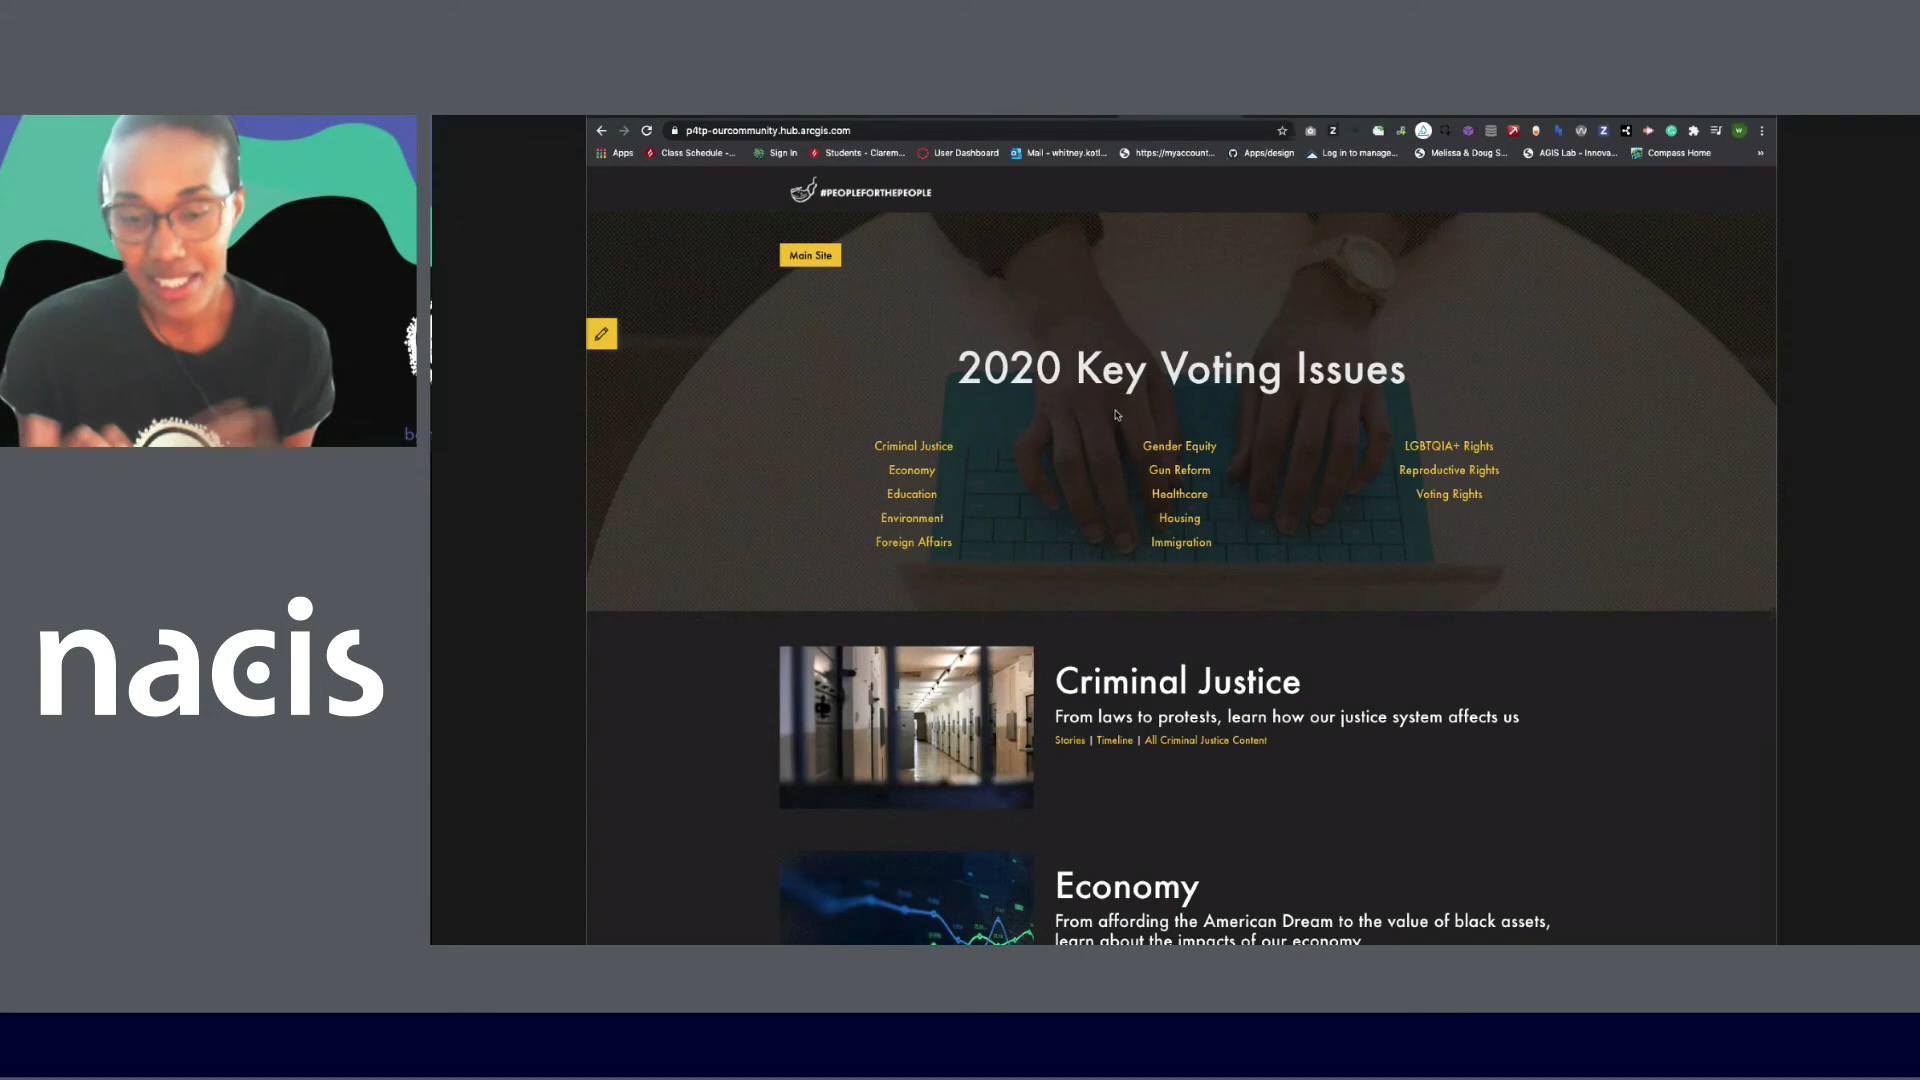 p4tp-ourcommunity.hub.arcgis.com
Apps
Class Schedule -...
Sign In
Students - Clarem...
User Dashboard
Mail - whitney.kotl...
https://myaccount...
Apps/design
Log in to manage...
Melissa & Doug S...
AGIS Lab - Innova...
Compass Home
»
#PEOPLEFORTHEPEOPLE
Main Site
2020 Key Voting Issues
Criminal Justice
Economy
Education
Environment
Foreign Affairs
Gender Equity
Gun Reform
Healthcare
Housing
Immigration
LGBTQIA+ Rights
Reproductive Rights
Voting Rights
Criminal Justice
From laws to protests, learn how our justice system affects us
Stories | Timeline | All Criminal Justice Content
Economy
From affording the American Dream to the value of black assets,
learn about the impacts of our economy
nacis